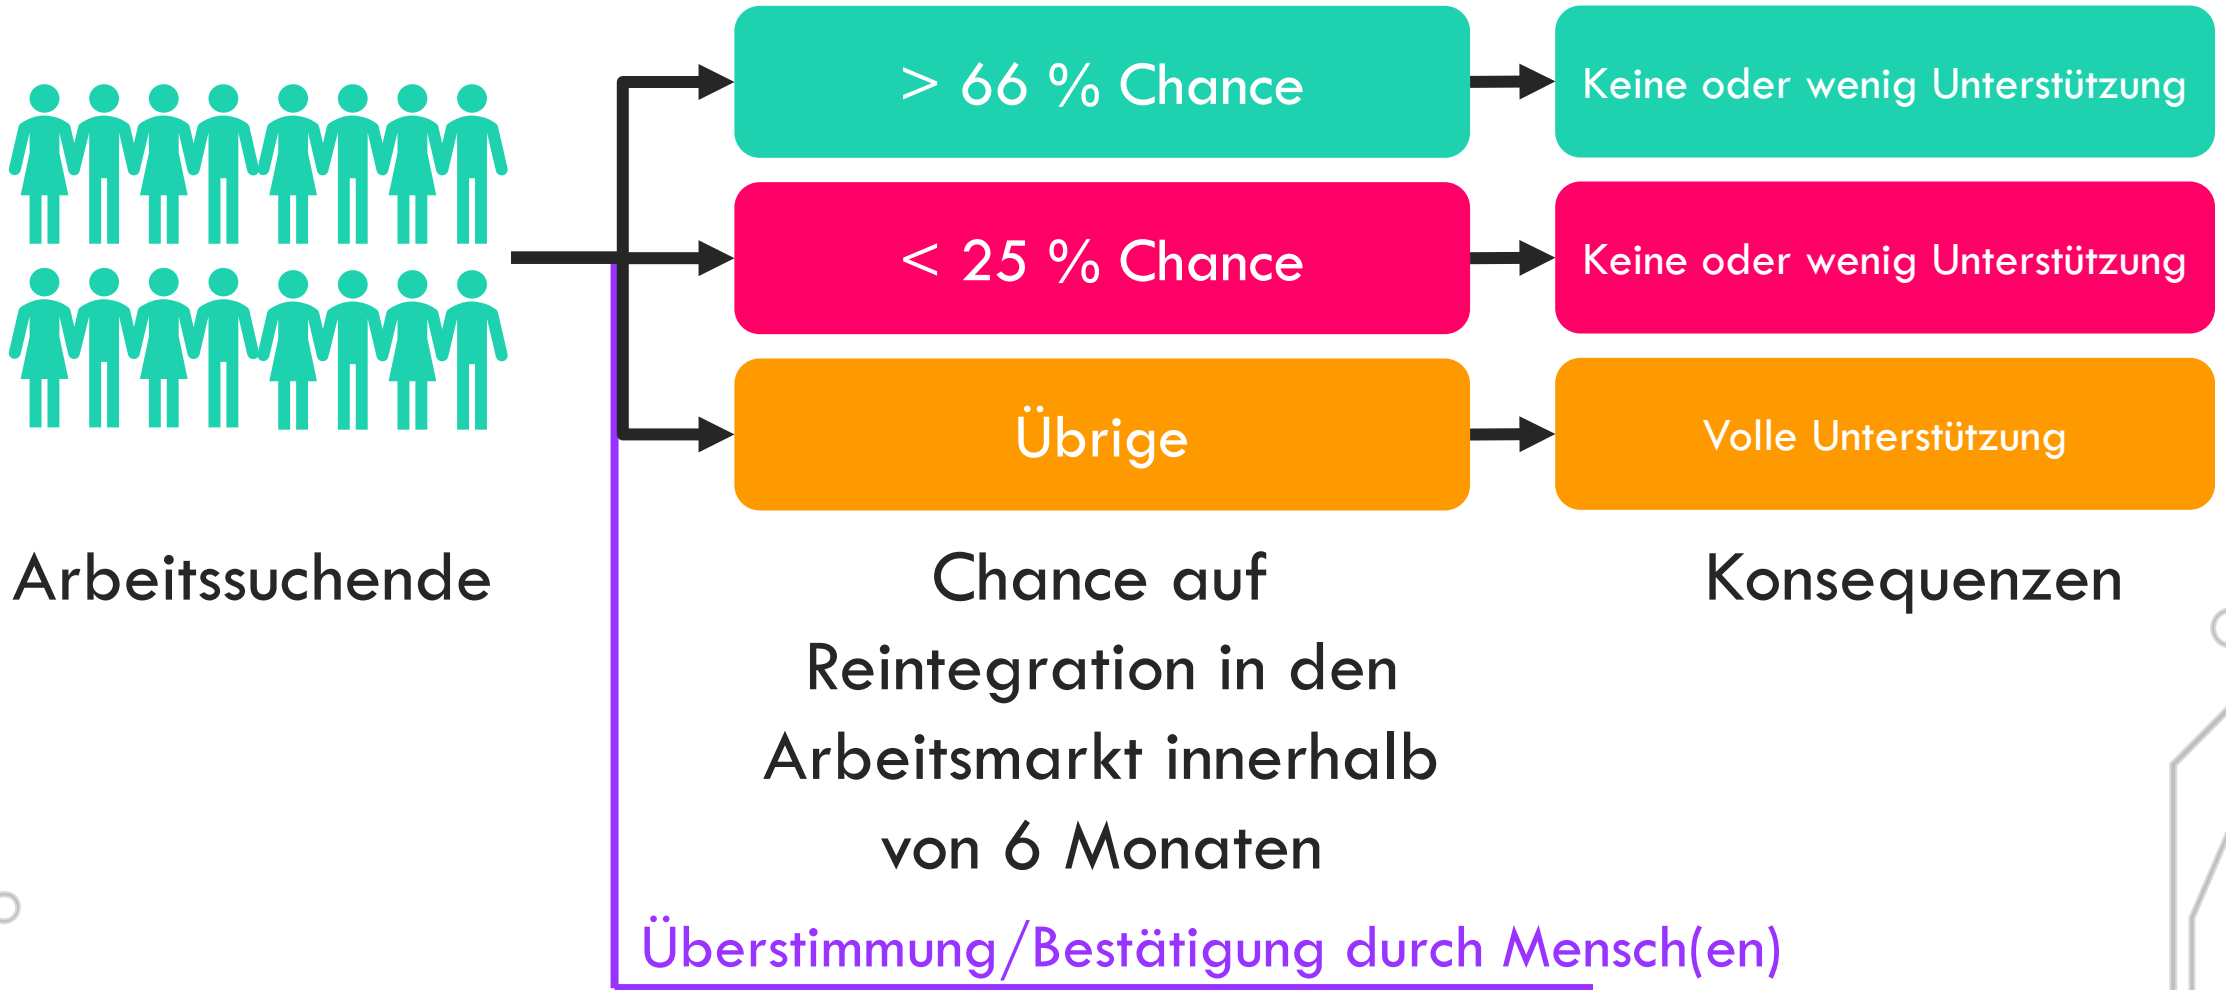 > 66 % Chance
Keine oder wenig Unterstützung
< 25 % Chance
Keine oder wenig Unterstützung
Übrige
Volle Unterstützung
Arbeitssuchende
Chance auf
Reintegration in den
Arbeitsmarkt innerhalb
von 6 Monaten
Konsequenzen
Überstimmung/Bestätigung durch Mensch(en)